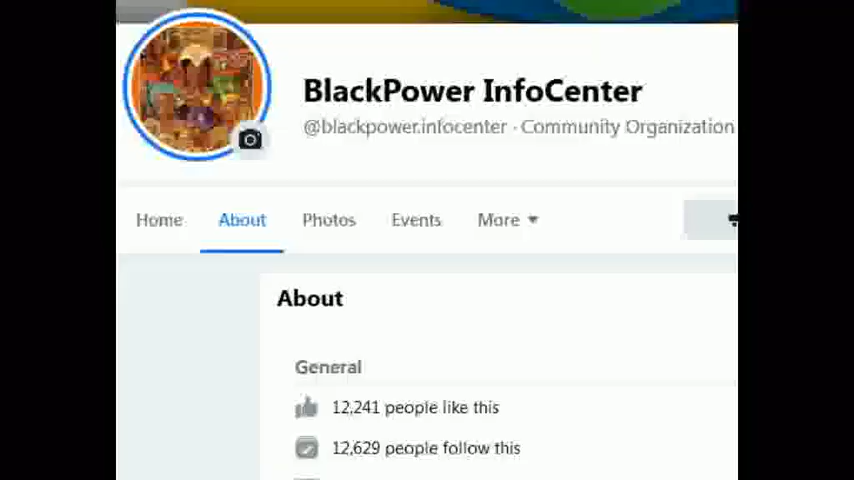 BlackPower InfoCenter
@blackpower.infocenter · Community Organization
Home About Photos Events More
About
General
12,241 people like this
12,629 people follow this